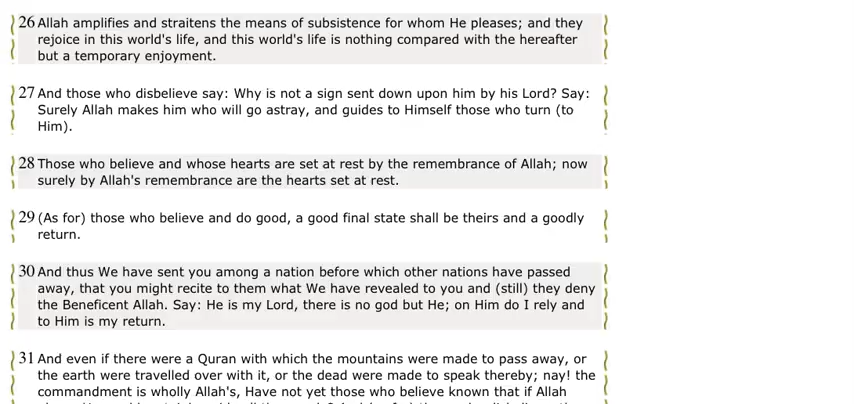 26 Allah amplifies and straitens the means of subsistence for whom He pleases; and they
rejoice in this world's life, and this world's life is nothing compared with the hereafter
but a temporary enjoyment.
27 And those who disbelieve say: Why is not a sign sent down upon him by his Lord? Say:
Surely Allah makes him who will go astray, and guides to Himself those who turn (to
Him).
28 Those who believe and whose hearts are set at rest by the remembrance of Allah; now
surely by Allah's remembrance are the hearts set at rest.
29 (As for) those who believe and do good, a good final state shall be theirs and a goodly
return.
30 And thus We have sent you among a nation before which other nations have passed
away, that you might recite to them what We have revealed to you and (still) they deny
the Beneficent Allah. Say: He is my Lord, there is no god but He; on Him do I rely and
to Him is my return.
31 And even if there were a Quran with which the mountains were made to pass away, or
the earth were travelled over with it, or the dead were made to speak thereby; nay! the
commandment is wholly Allah's, Have not yet those who believe known that if Allah